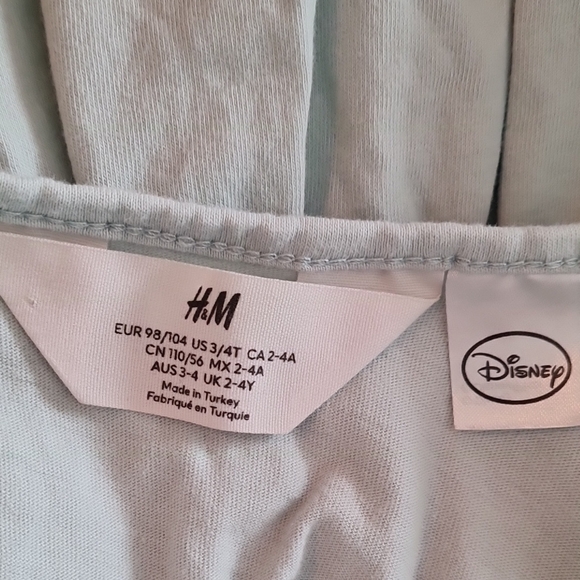 H&M
EUR 98/104 US 3/4T CA 2-4A
CN 110/56 MX 2-4A
AUS 3-4 UK 2-4Y
Made in Turkey
Fabriqué en Turquie
Disney